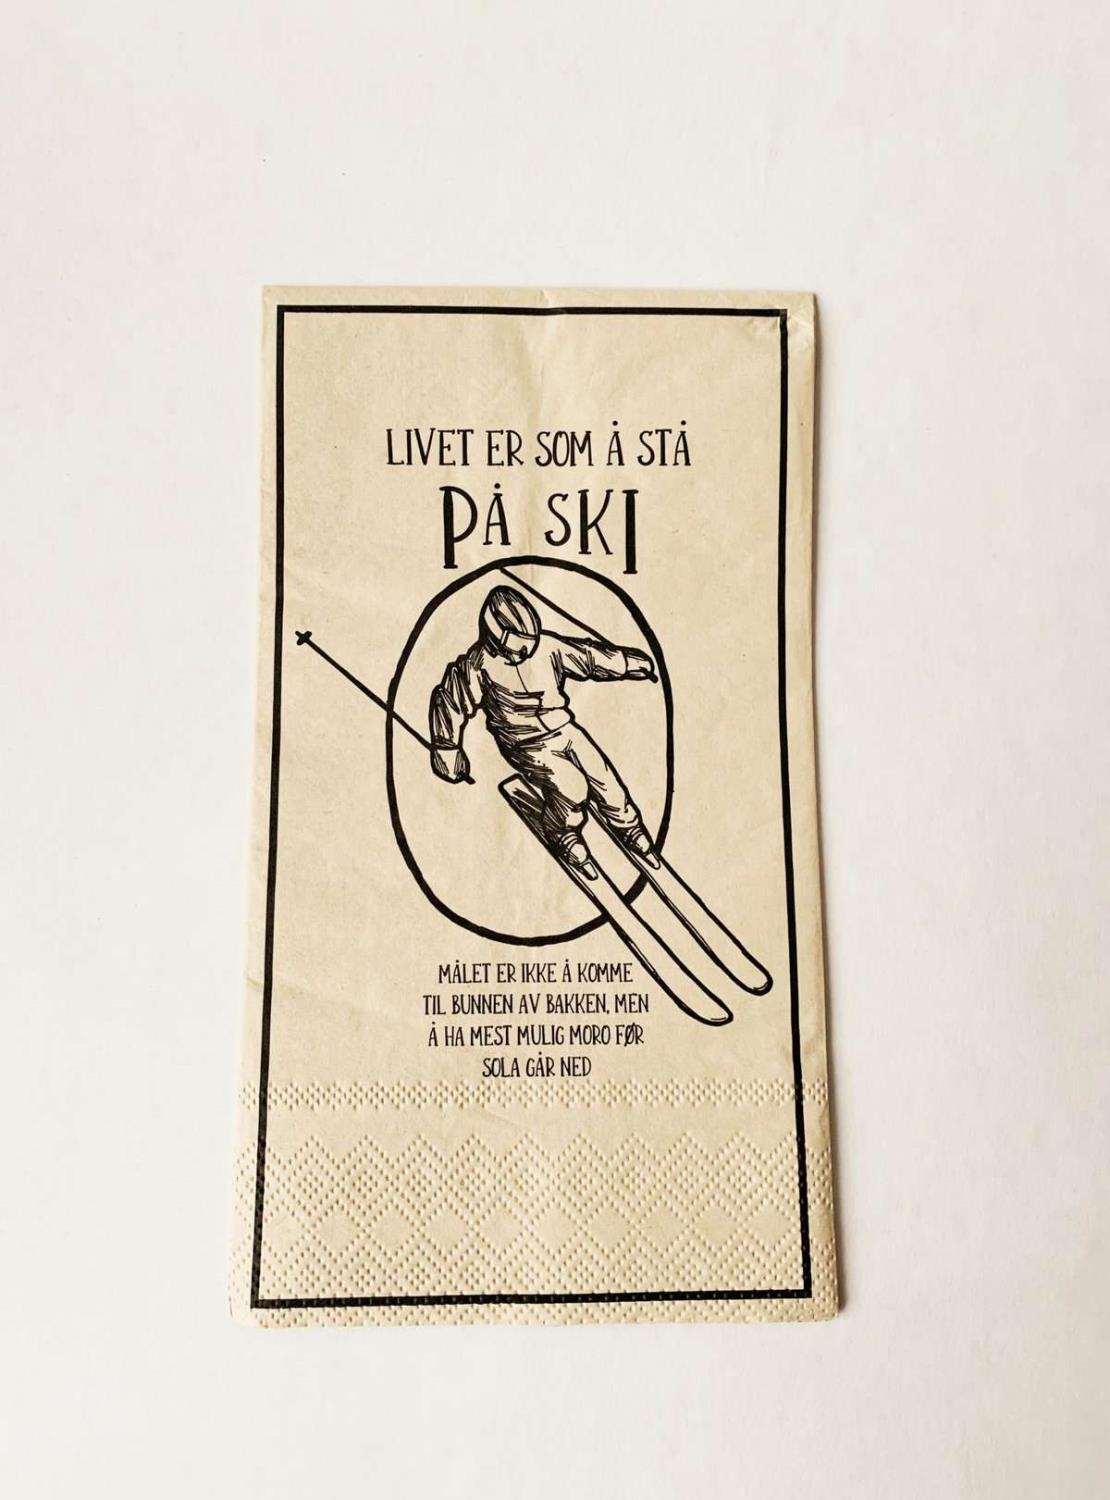 LIVET ER SOM Å STÅ
PÅ SKI
MÅLET ER IKKE Å KOMME
TIL BUNNEN AV BAKKEN, MEN
Å HA MEST MULIG MORO FØR
SOLA GÅR NED